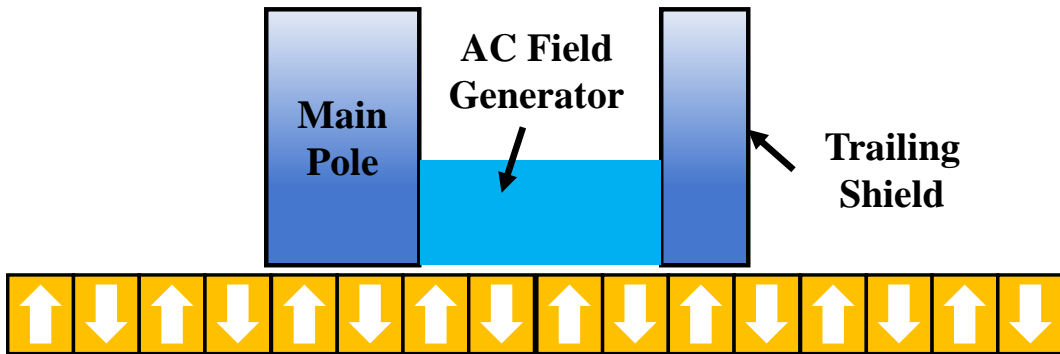 AC Field
Generator
Main
Pole
Trailing
Shield